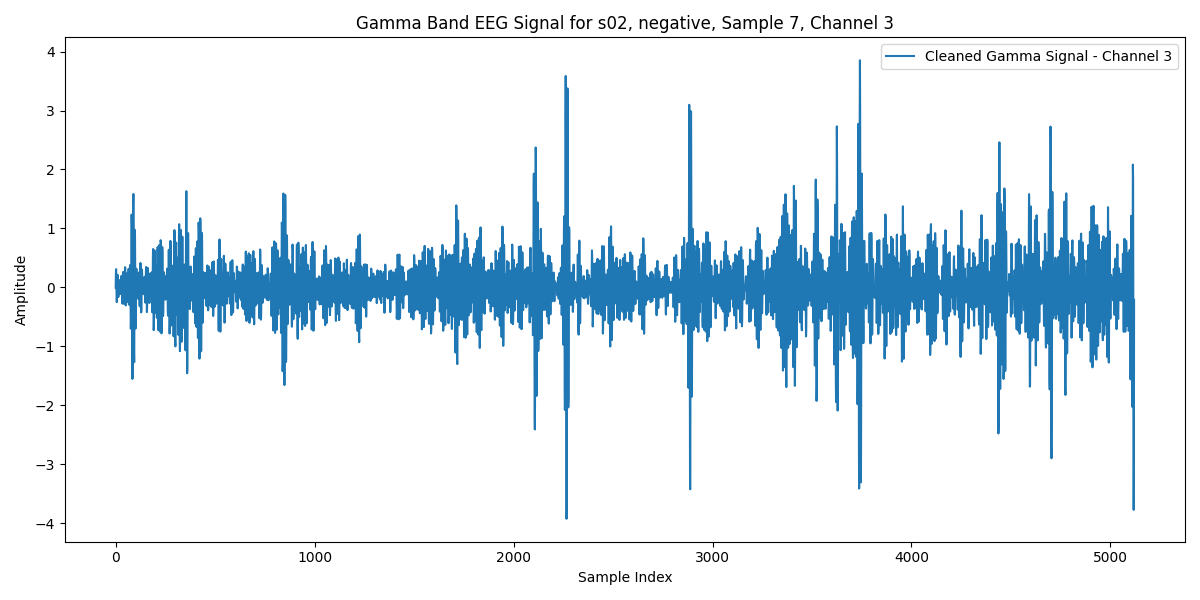 Gamma Band EEG Signal for s02, negative, Sample 7, Channel 3
Cleaned Gamma Signal - Channel 3
Amplitude
4
3
2
1
0
−1
−2
−3
−4
0 1000 2000 3000 4000 5000
Sample Index